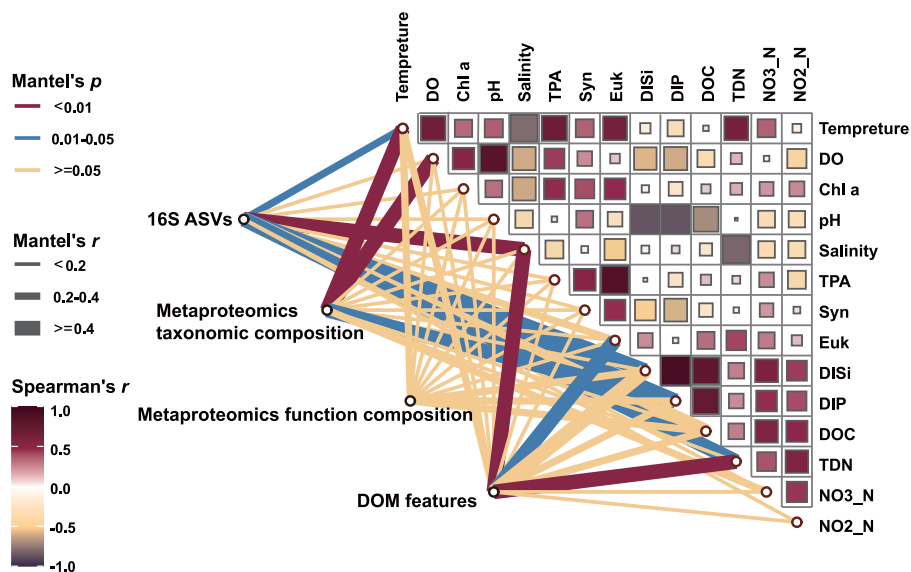 Mantel's p
<0.01
0.01-0.05
>=0.05
Mantel's r
<0.2
0.2-0.4
>=0.4
Spearman's r
1.0
0.5
0.0
-0.5
-1.0
Tempreture
DO
Chl a
pH
Salinity
TPA
Syn
Euk
DISi
DIP
DOC
TDN
NO3_N
NO2_N
Tempreture
DO
Chl a
pH
Salinity
TPA
Syn
Euk
DISi
DIP
DOC
TDN
NO3_N
NO2_N
16S ASVs
Metaproteomics
taxonomic composition
Metaproteomics function composition
DOM features